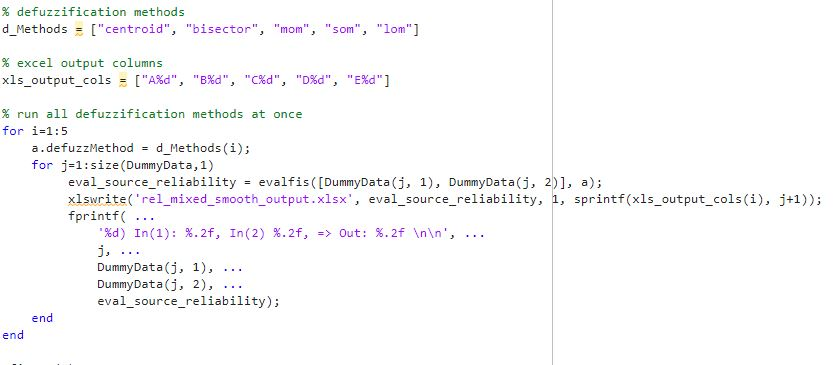 % defuzzification methods
d_Methods = ["centroid", "bisector", "mom", "som", "lom"]
% excel output columns
xls_output_cols = ["A%d", "B%d", "C%d", "D%d", "E%d"]
% run all defuzzification methods at once
for i=1:5
a.defuzzMethod = d_Methods(i);
for j=1:size(DummyData,1)
eval_source_reliability = evalfis([DummyData(j, 1), DummyData(j, 2)], a);
xlswrite('rel_mixed_smooth_output.xlsx', eval_source_reliability, 1, sprintf(xls_output_cols(i), j+1));
fprintf( ...
'%d) In(1): %.2f, In(2) %.2f, => Out: %.2f \n\n', ...
j, ...
DummyData(j, 1), ...
DummyData(j, 2), ...
eval_source_reliability);
end
end